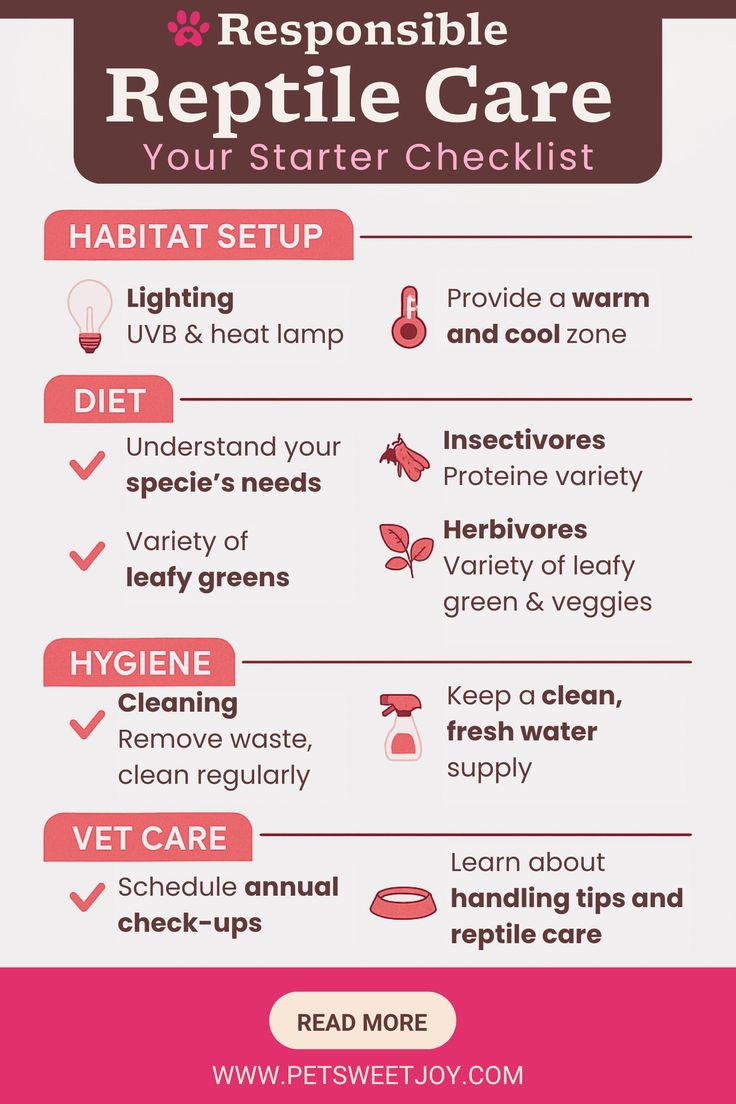 Responsible
Reptile Care
Your Starter Checklist
HABITAT SETUP
Lighting
UVB & heat lamp
Provide a warm
and cool zone
DIET
Understand your
specie's needs
Insectivores
Proteine variety
Variety of
leafy greens
Herbivores
Variety of leafy
green & veggies
HYGIENE
Cleaning
Remove waste,
clean regularly
Keep a clean,
fresh water
supply
VET CARE
Schedule annual
check-ups
Learn about
handling tips and
reptile care
READ MORE
WWW.PETSWEETJOY.COM